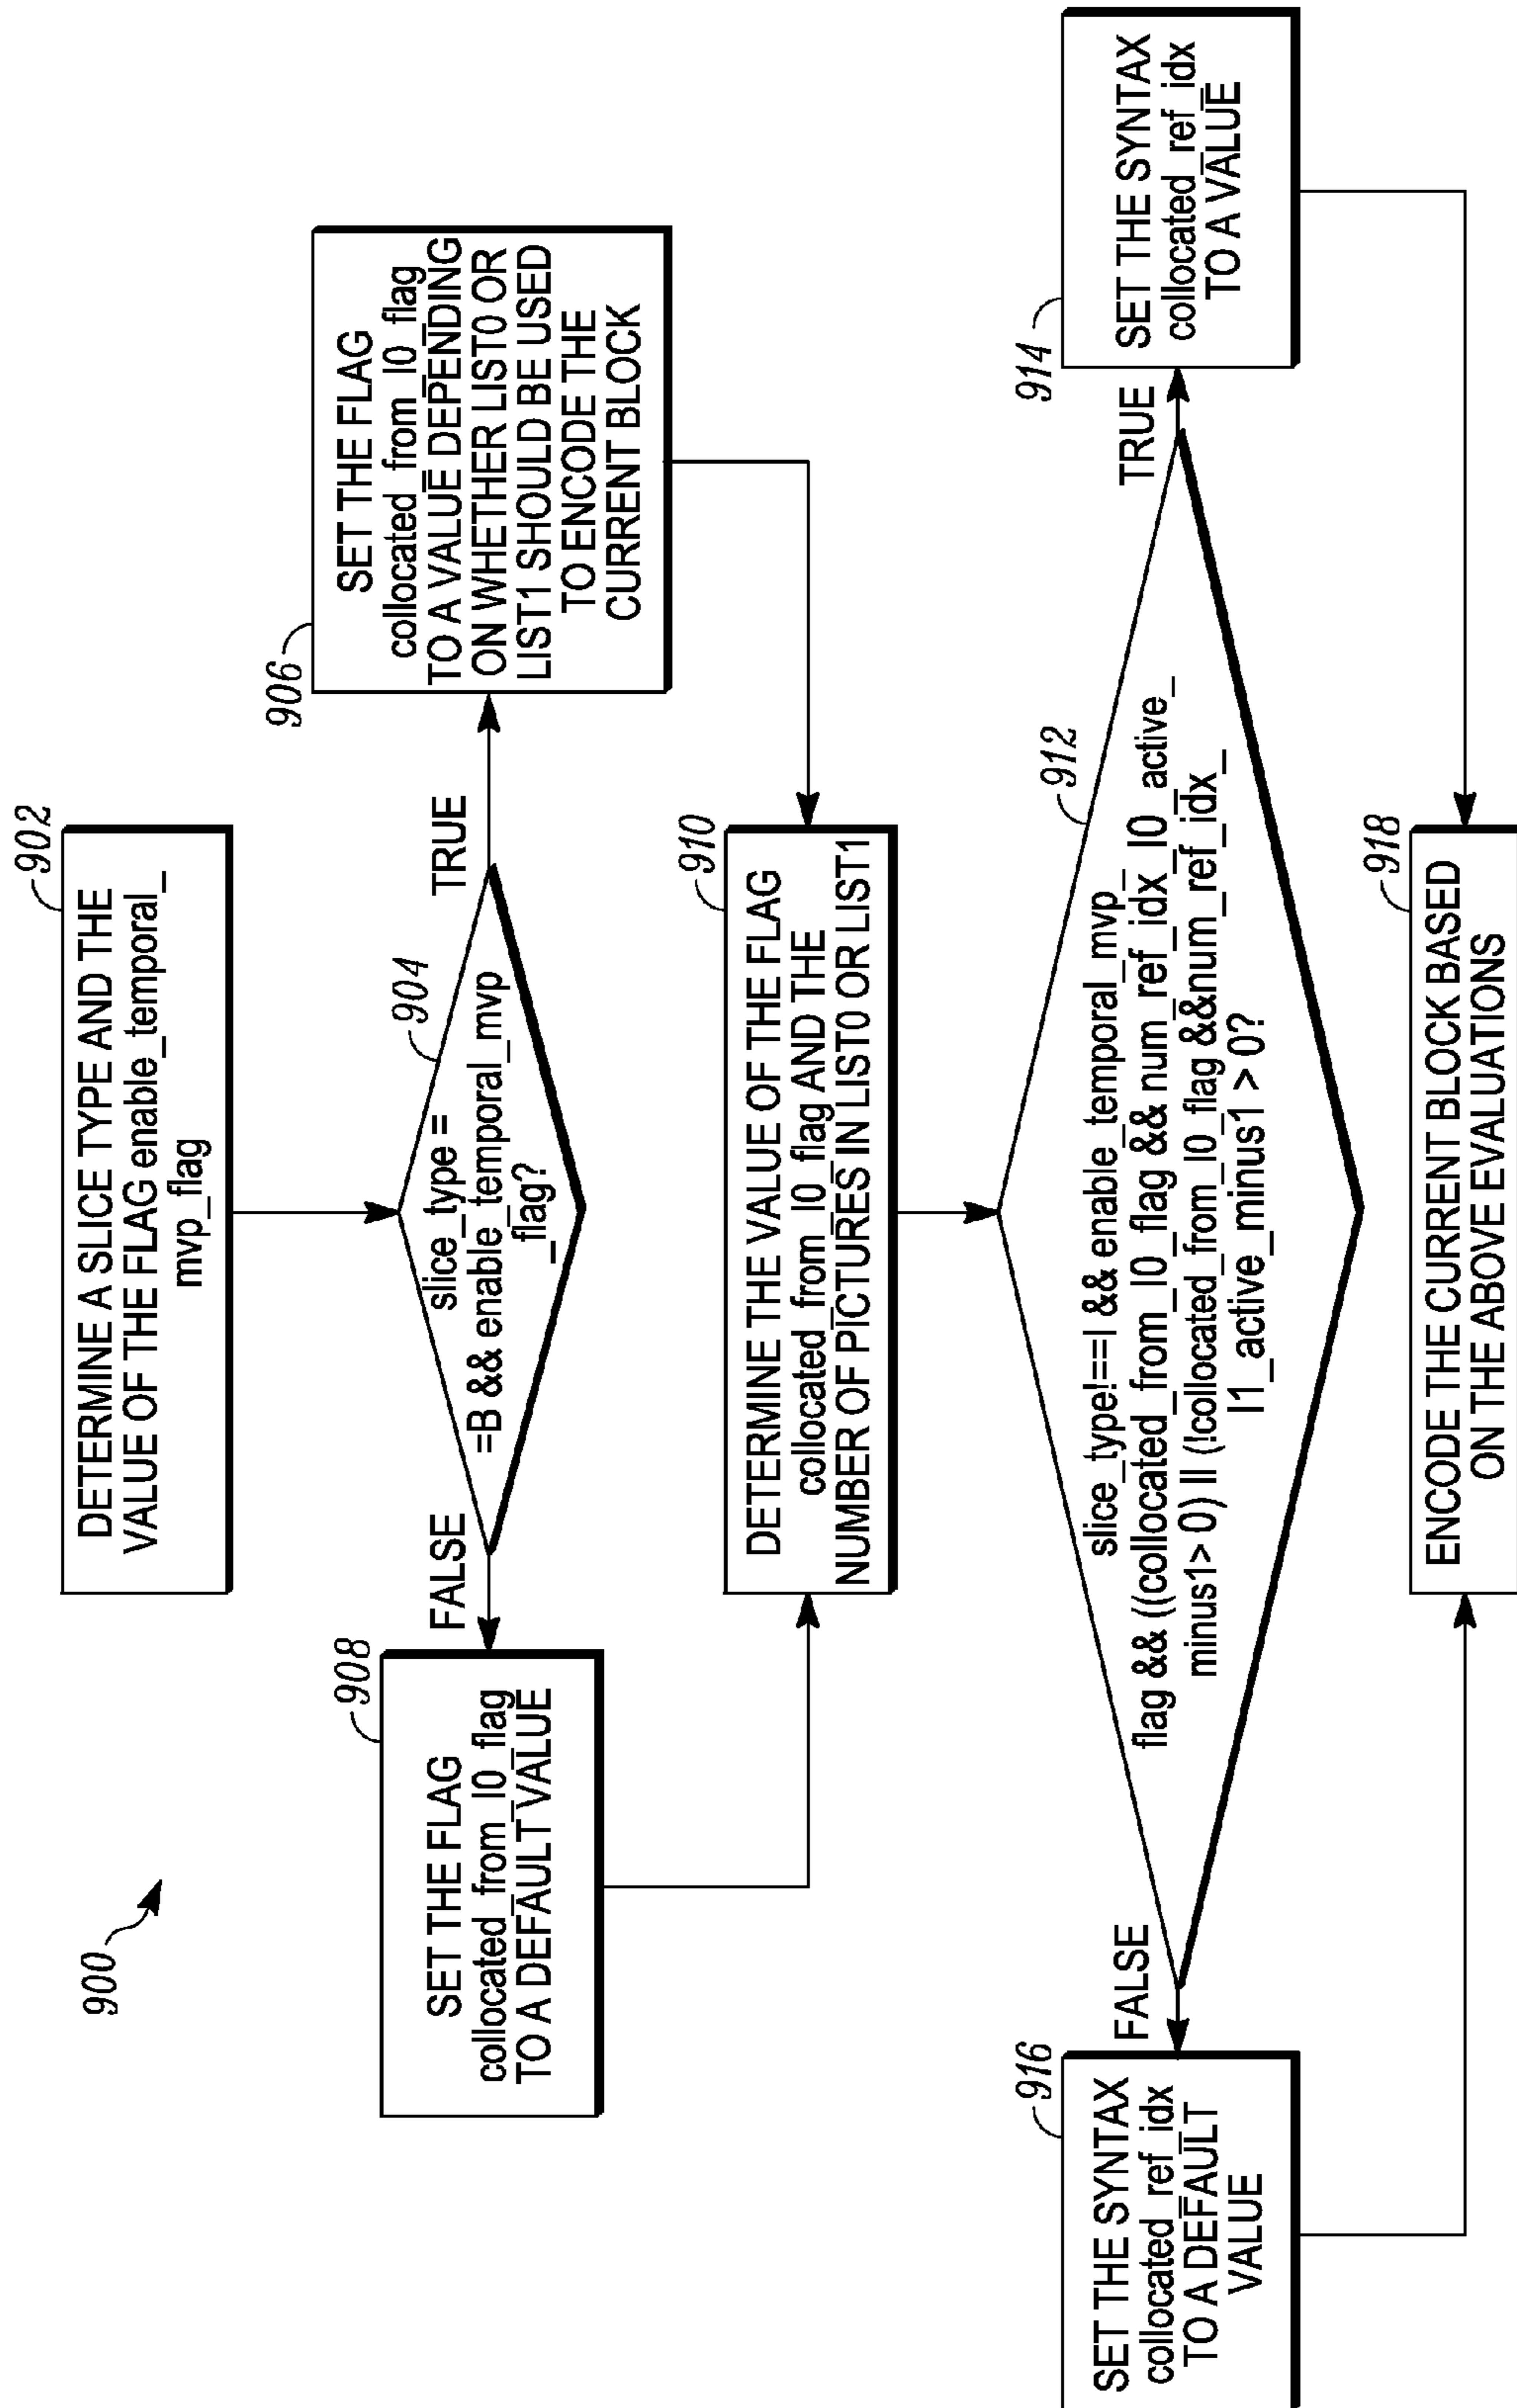 900
902
DETERMINE A SLICE TYPE AND THE
VALUE OF THE FLAG enable_temporal_
mvp_flag
904
slice_type =
=B && enable_temporal_mvp
_flag?
TRUE
FALSE
906
SET THE FLAG
collocated_from_l0_flag
TO A VALUE DEPENDING
ON WHETHER LIST0 OR
LIST1 SHOULD BE USED
TO ENCODE THE
CURRENT BLOCK
908
SET THE FLAG
collocated_from_l0_flag
TO A DEFAULT VALUE
910
DETERMINE THE VALUE OF THE FLAG
collocated_from_l0_flag AND THE
NUMBER OF PICTURES IN LIST0 OR LIST1
912
slice_type!==I && enable_temporal_mvp_
flag && ((collocated_from_l0_flag && num_ref_idx_l0_active_
minus1> 0) || (!collocated_from_l0_flag &&num_ref_idx_
l1_active_minus1 > 0?
TRUE
FALSE
914
SET THE SYNTAX
collocated_ref_idx
TO A VALUE
916
SET THE SYNTAX
collocated_ref_idx
TO A DEFAULT
VALUE
918
ENCODE THE CURRENT BLOCK BASED
ON THE ABOVE EVALUATIONS